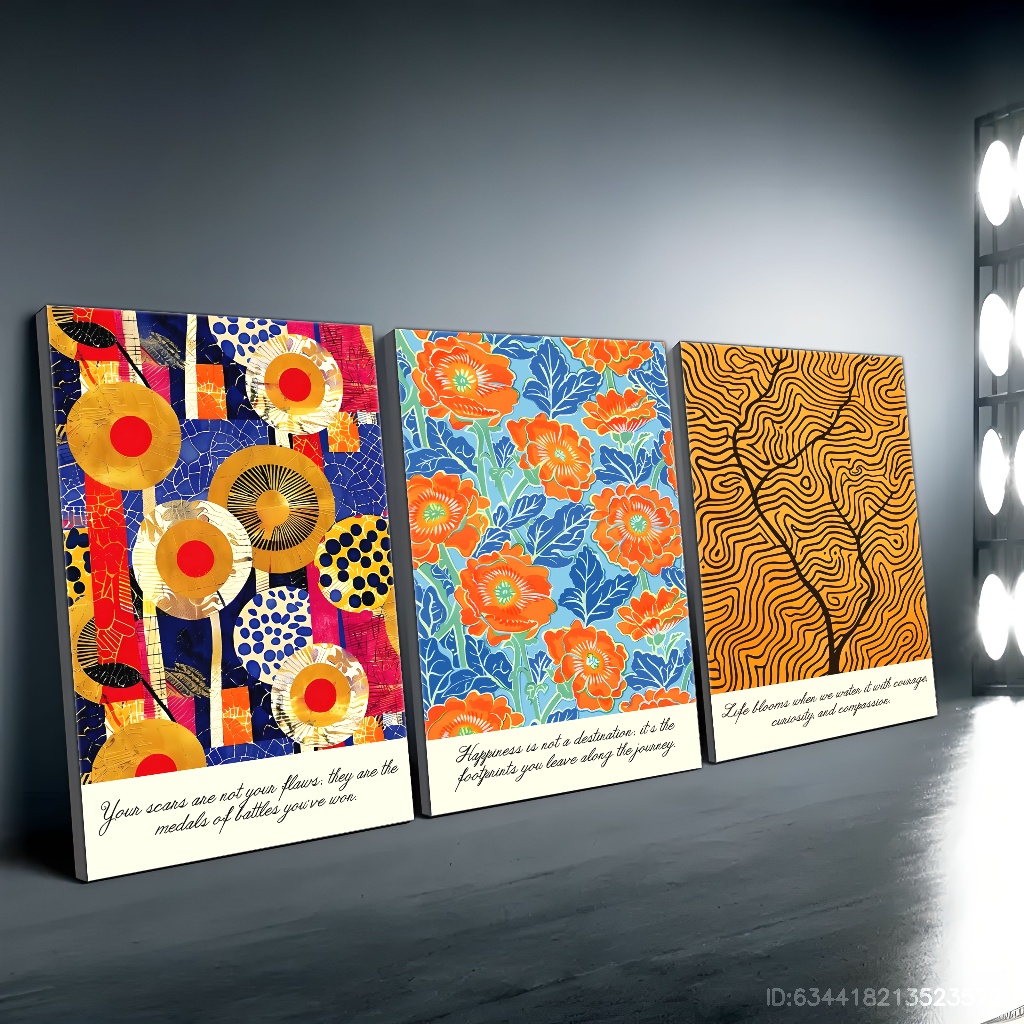 Your scars are not your flaws; they are the
medals of battles you've won.
Happiness is not a destination; it's the
footprints you leave along the journey.
Life blooms when we water it with courage,
curiosity, and compassion.